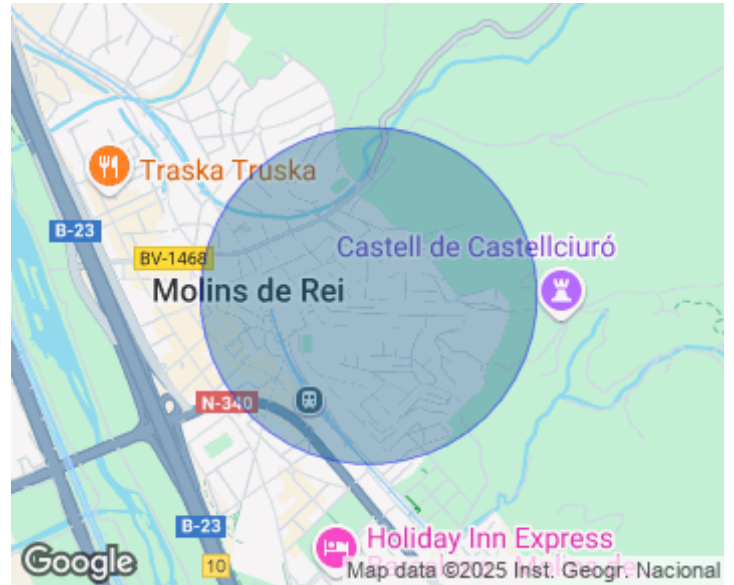 Traska Truska
B-23
BV-1468
Castell de Castellciuró
Molins de Rei
N-340
B-23
10
Holiday Inn Express
Google
Map data ©2025 Inst. Geogr. Nacional